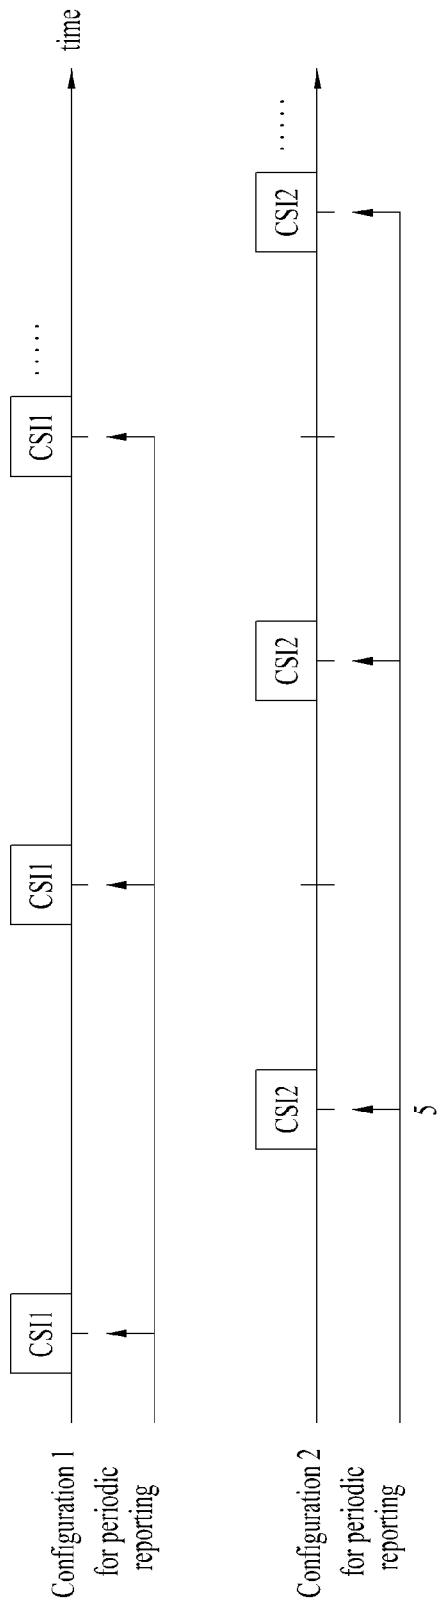 CSI1
CSI1
CSI1
.....
time
Configuration 1
for periodic
reporting
CSI2
CSI2
CSI2
.....
Configuration 2
for periodic
reporting
5